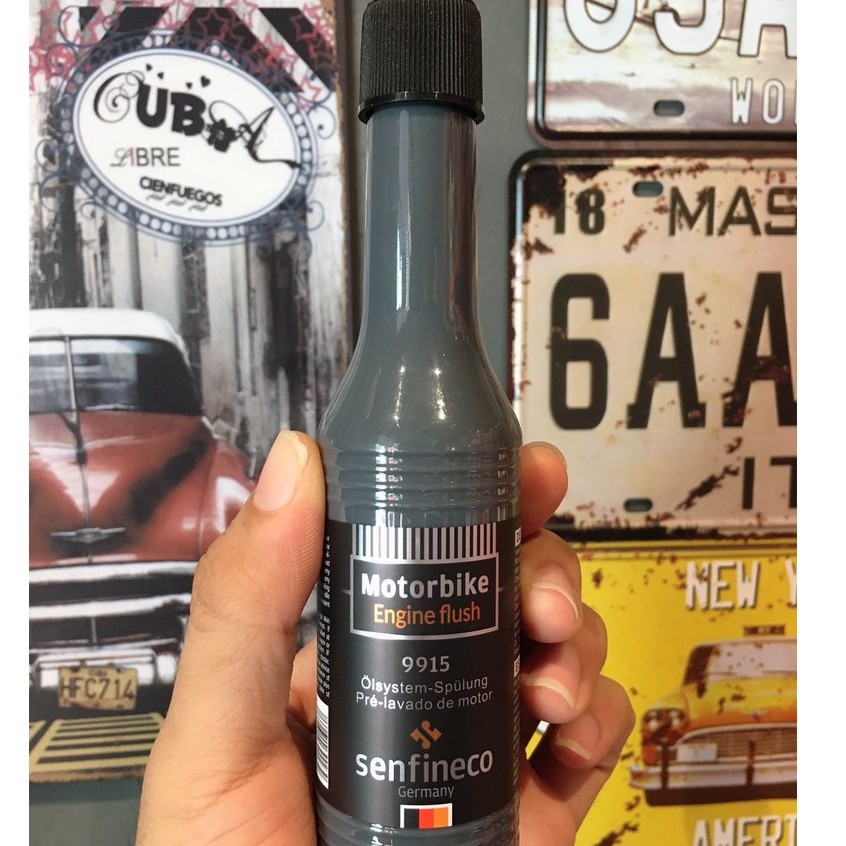 CUBA
LIBRE
CIENFUEGOS
HFC714
Motorbike
Engine flush
9915
Ölsystem-Spülung
Pré-lavado de motor
senfineco
Germany
WO
18 MAS
6AA
IT
NEW Y
AMERI